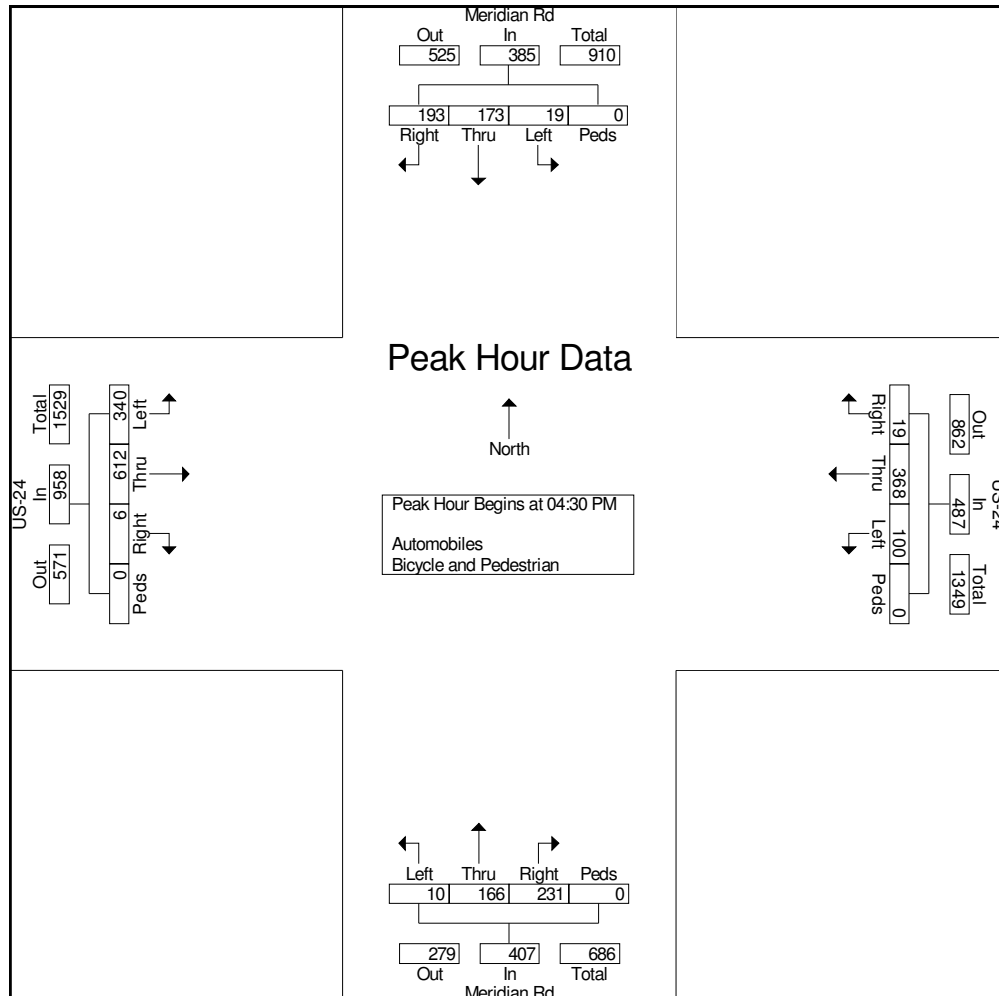 Meridian Rd
Out In Total
525 385 910
193 173 19 0
Right Thru Left Peds
Peak Hour Data
North
Peak Hour Begins at 04:30 PM
Automobiles
Bicycle and Pedestrian
US-24
Out In Total
571 958 1529
Peds Right Thru Left
0 6 612 340
US-24
Out In Total
862 487 1349
Right Thru Left Peds
19 368 100 0
Left Thru Right Peds
10 166 231 0
279 407 686
Out In Total
Meridian Rd